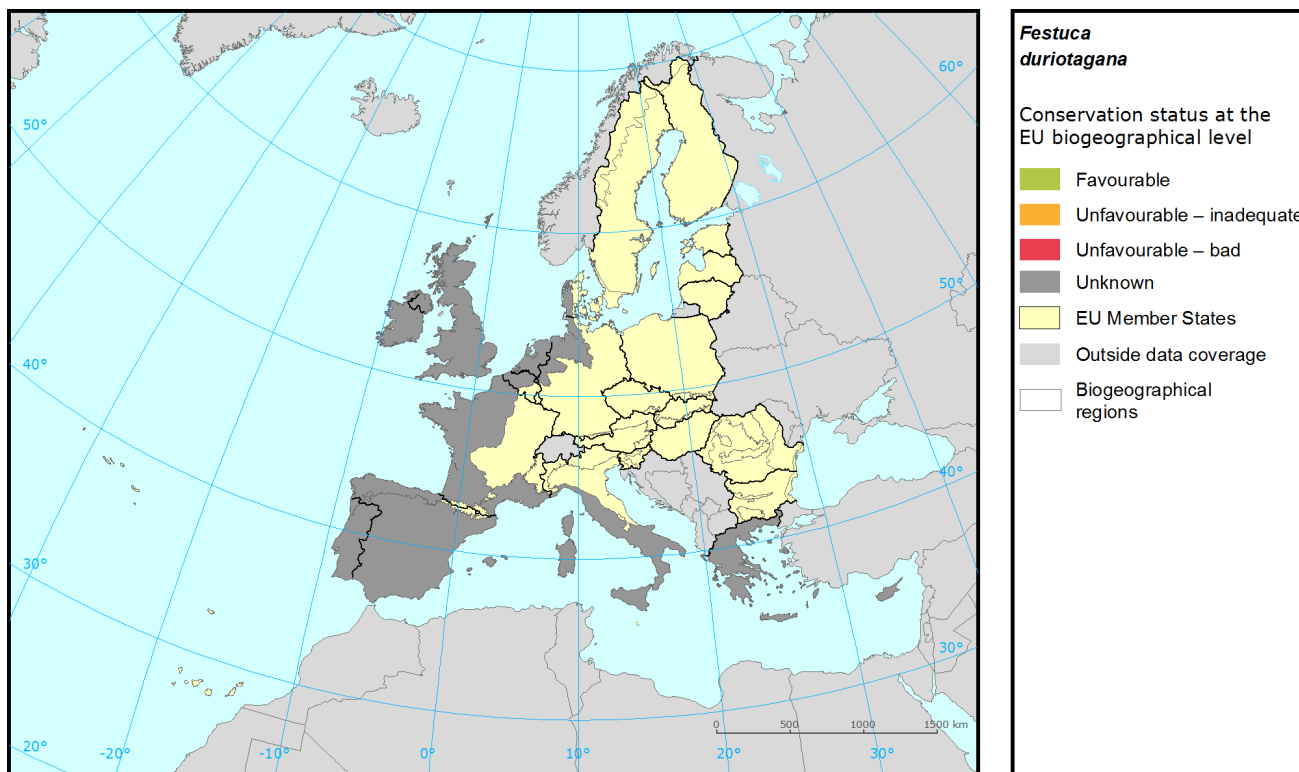 Festuca
duriotagana
Conservation status at the
EU biogeographical level
Favourable
Unfavourable – inadequate
Unfavourable – bad
Unknown
EU Member States
Outside data coverage
Biogeographical
regions
60°
50°
50°
40°
40°
30°
30°
20°
-20°
-10°
0°
10°
20°
30°
0 500 1000 1500 km